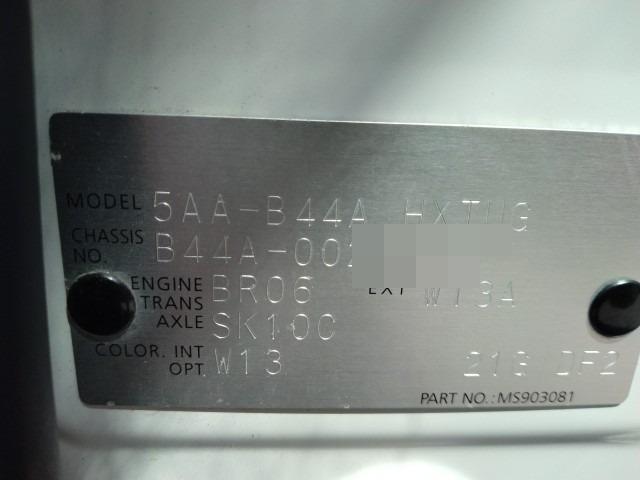 MODEL 5AA-B44A HXTUG
CHASSIS NO. B44A-00
ENGINE BR06 EXT W13A
TRANS AXLE SK10C
COLOR. INT OPT. W13 21G DF2
PART NO.:MS903081